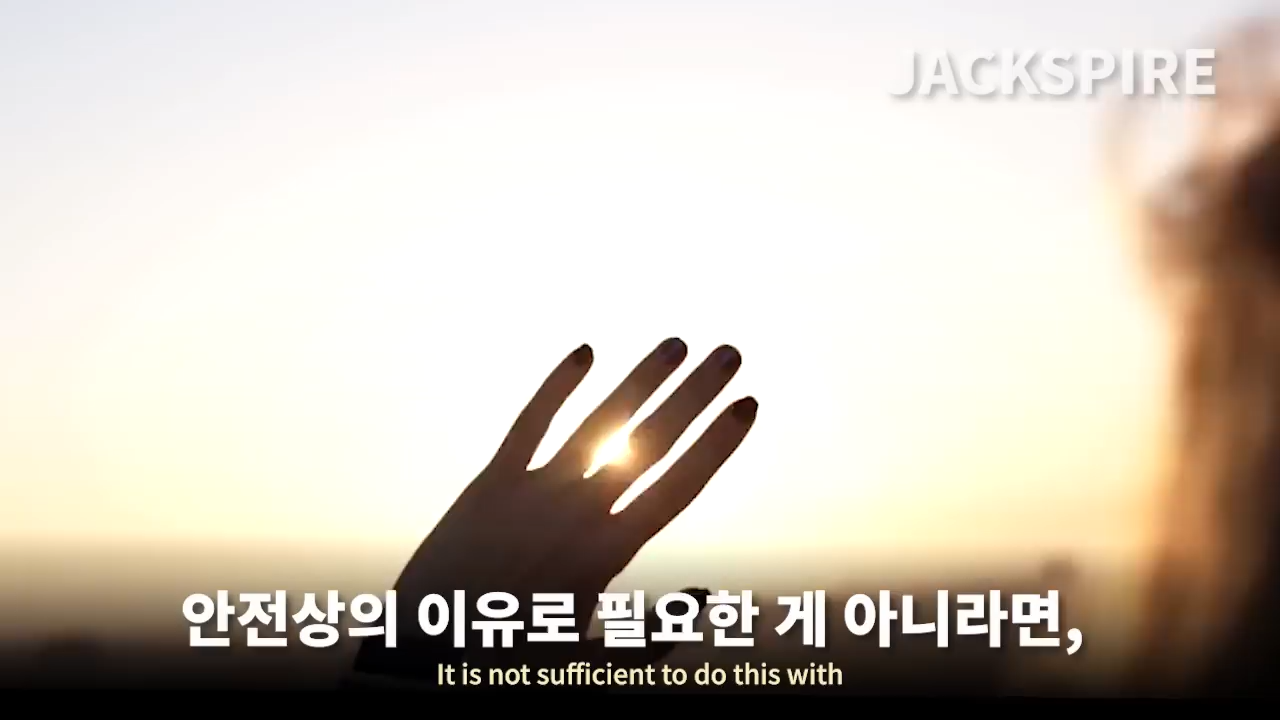 JACKSPIRE
안전상의 이유로 필요한 게 아니라면,
It is not sufficient to do this with